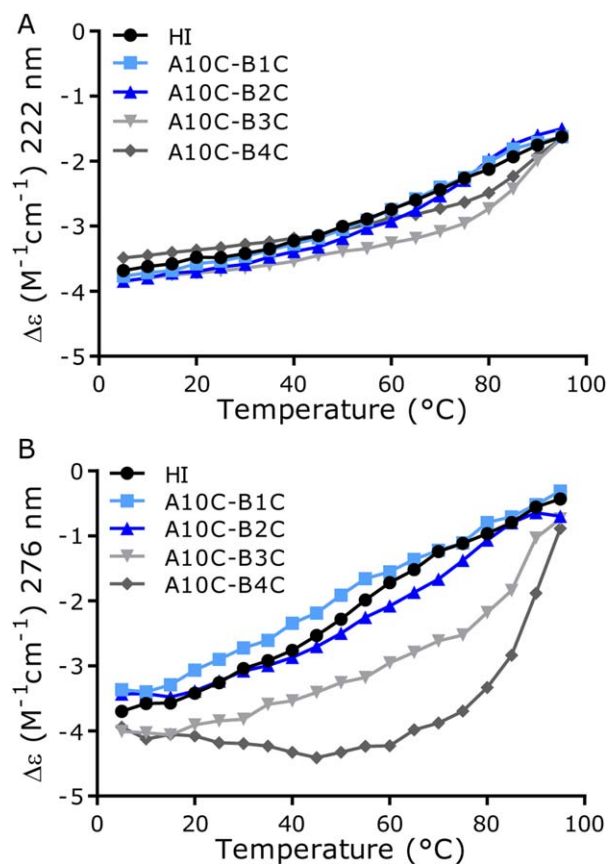 A
Δε (M⁻¹cm⁻¹) 222 nm
0
-1
-2
-3
-4
-5
HI
A10C-B1C
A10C-B2C
A10C-B3C
A10C-B4C
0 20 40 60 80 100
Temperature (°C)
B
Δε (M⁻¹cm⁻¹) 276 nm
0
-1
-2
-3
-4
-5
HI
A10C-B1C
A10C-B2C
A10C-B3C
A10C-B4C
0 20 40 60 80 100
Temperature (°C)